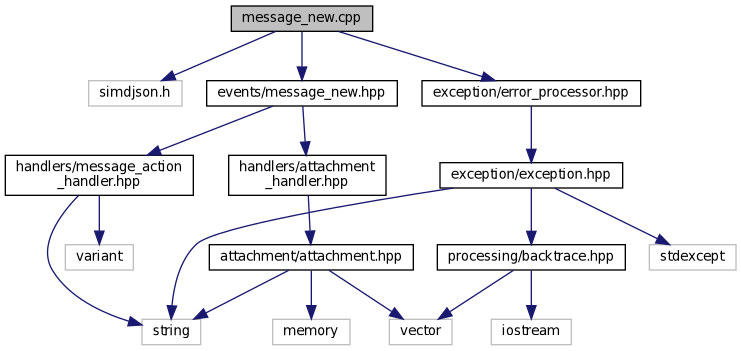 message_new.cpp
simdjson.h
events/message_new.hpp
exception/error_processor.hpp
handlers/message_action
_handler.hpp
handlers/attachment
_handler.hpp
exception/exception.hpp
variant
attachment/attachment.hpp
processing/backtrace.hpp
stdexcept
string
memory
vector
iostream